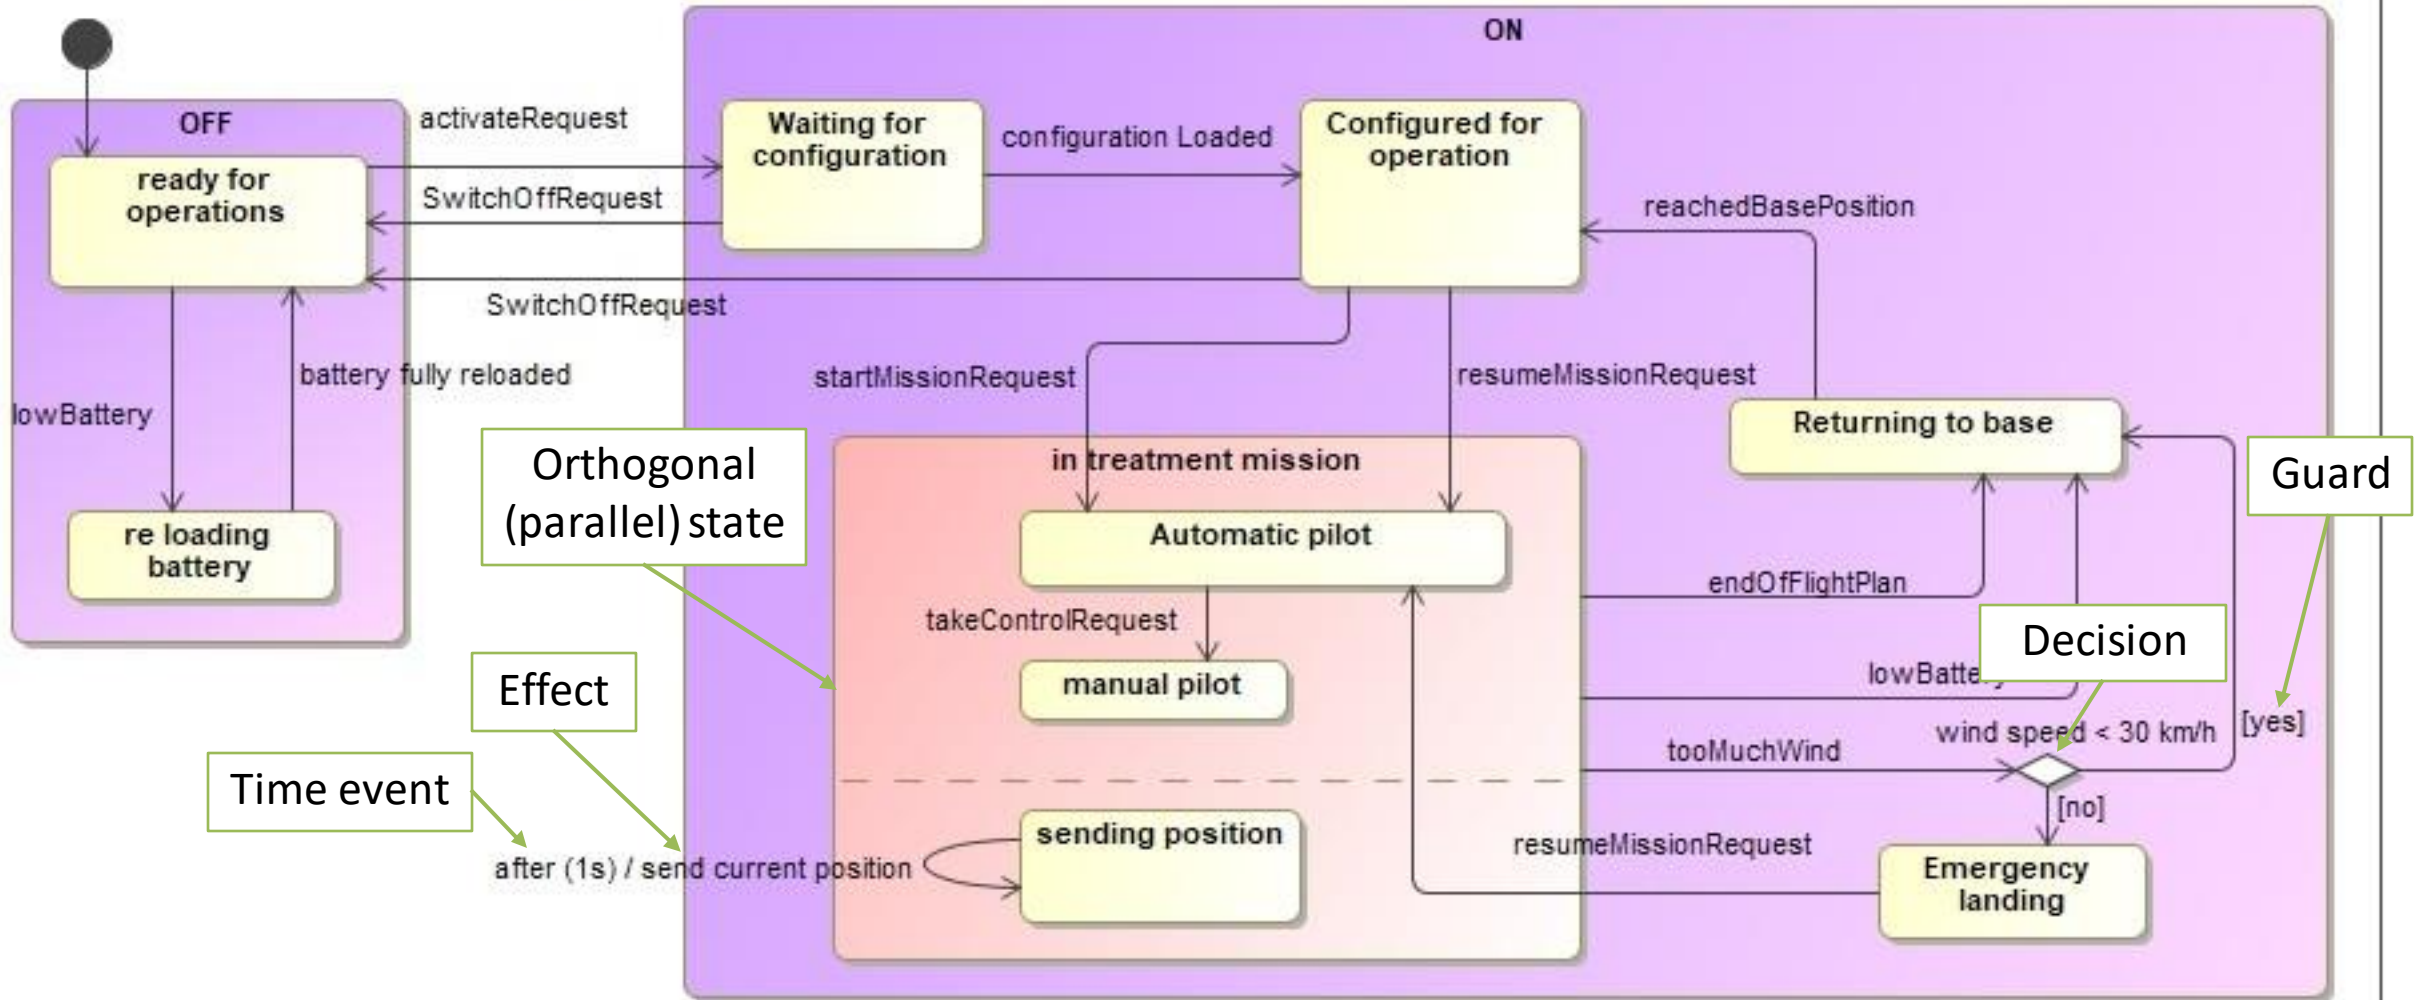 ON
OFF
activateRequest
Waiting for
configuration
configuration Loaded
Configured for
operation
ready for
operations
SwitchOffRequest
reachedBasePosition
SwitchOffRequest
startMissionRequest
resumeMissionRequest
battery fully reloaded
lowBattery
Returning to base
Orthogonal
(parallel) state
in treatment mission
Guard
re loading
battery
Automatic pilot
endOfFlightPlan
takeControlRequest
Decision
Effect
manual pilot
lowBattery
wind speed < 30 km/h
[yes]
tooMuchWind
Time event
[no]
sending position
resumeMissionRequest
after (1s) / send current position
Emergency
landing